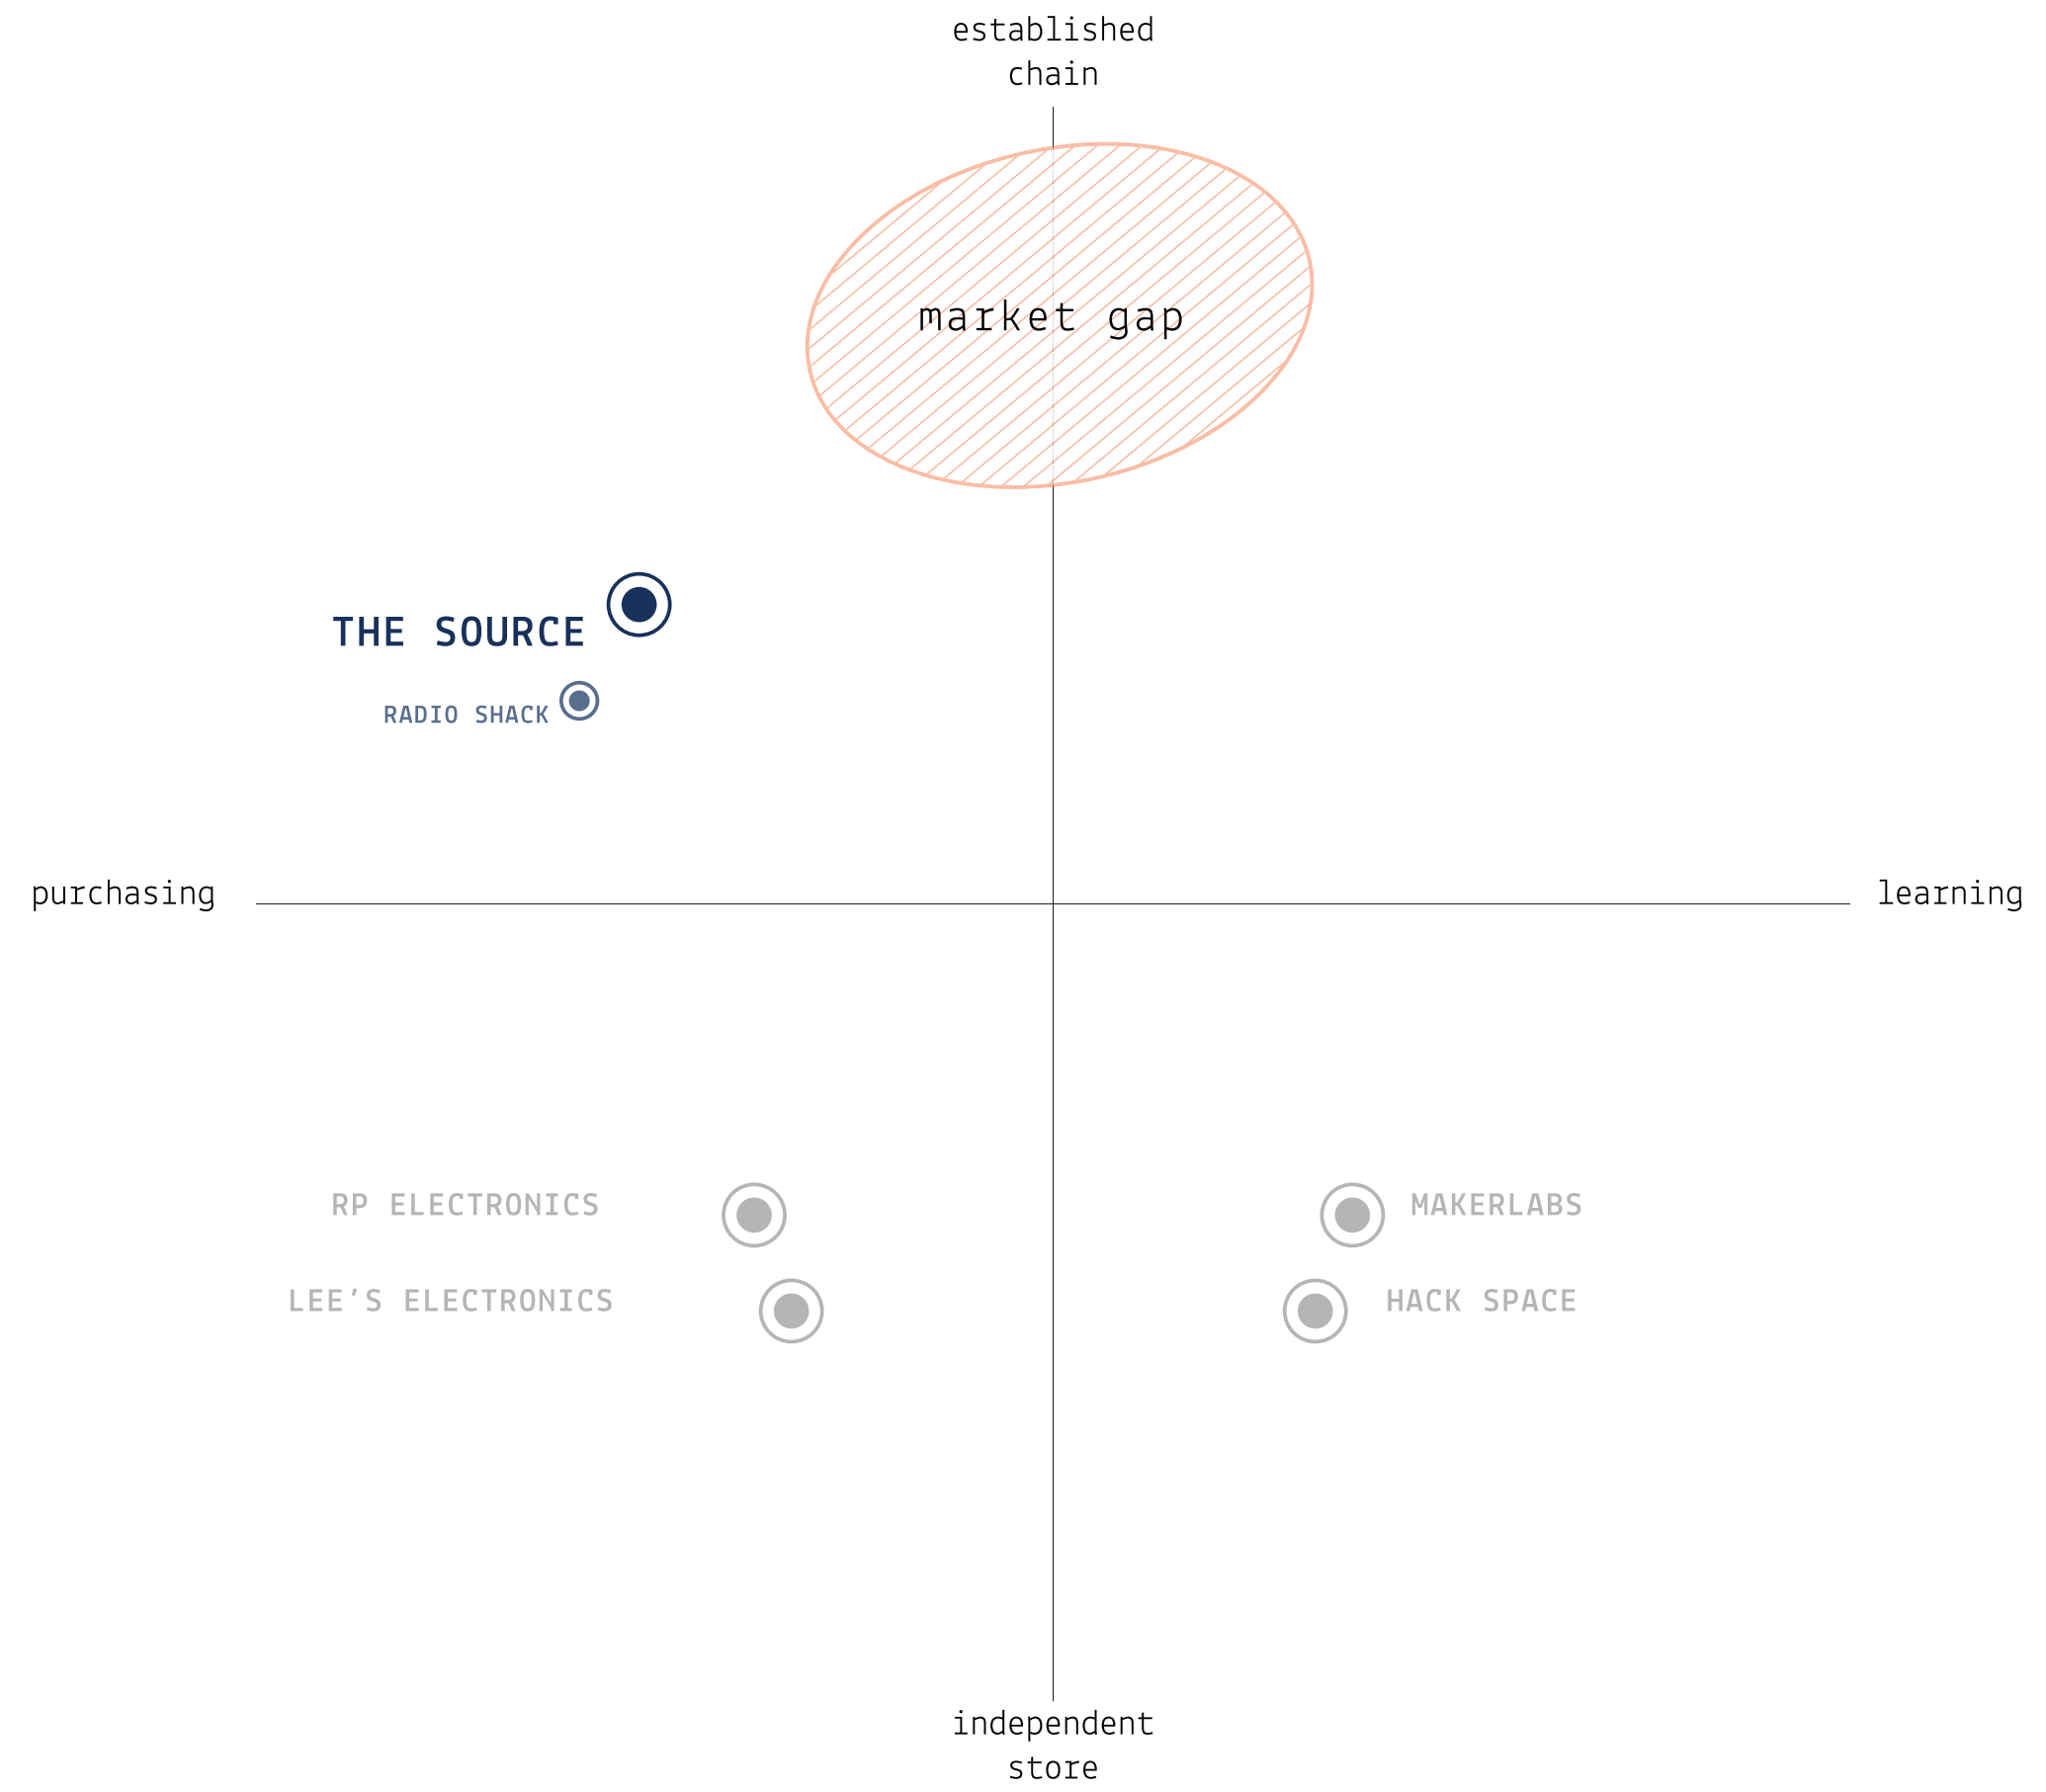 established
chain
market gap
THE SOURCE
RADIO SHACK
purchasing
learning
RP ELECTRONICS
MAKERLABS
LEE’S ELECTRONICS
HACK SPACE
independent
store